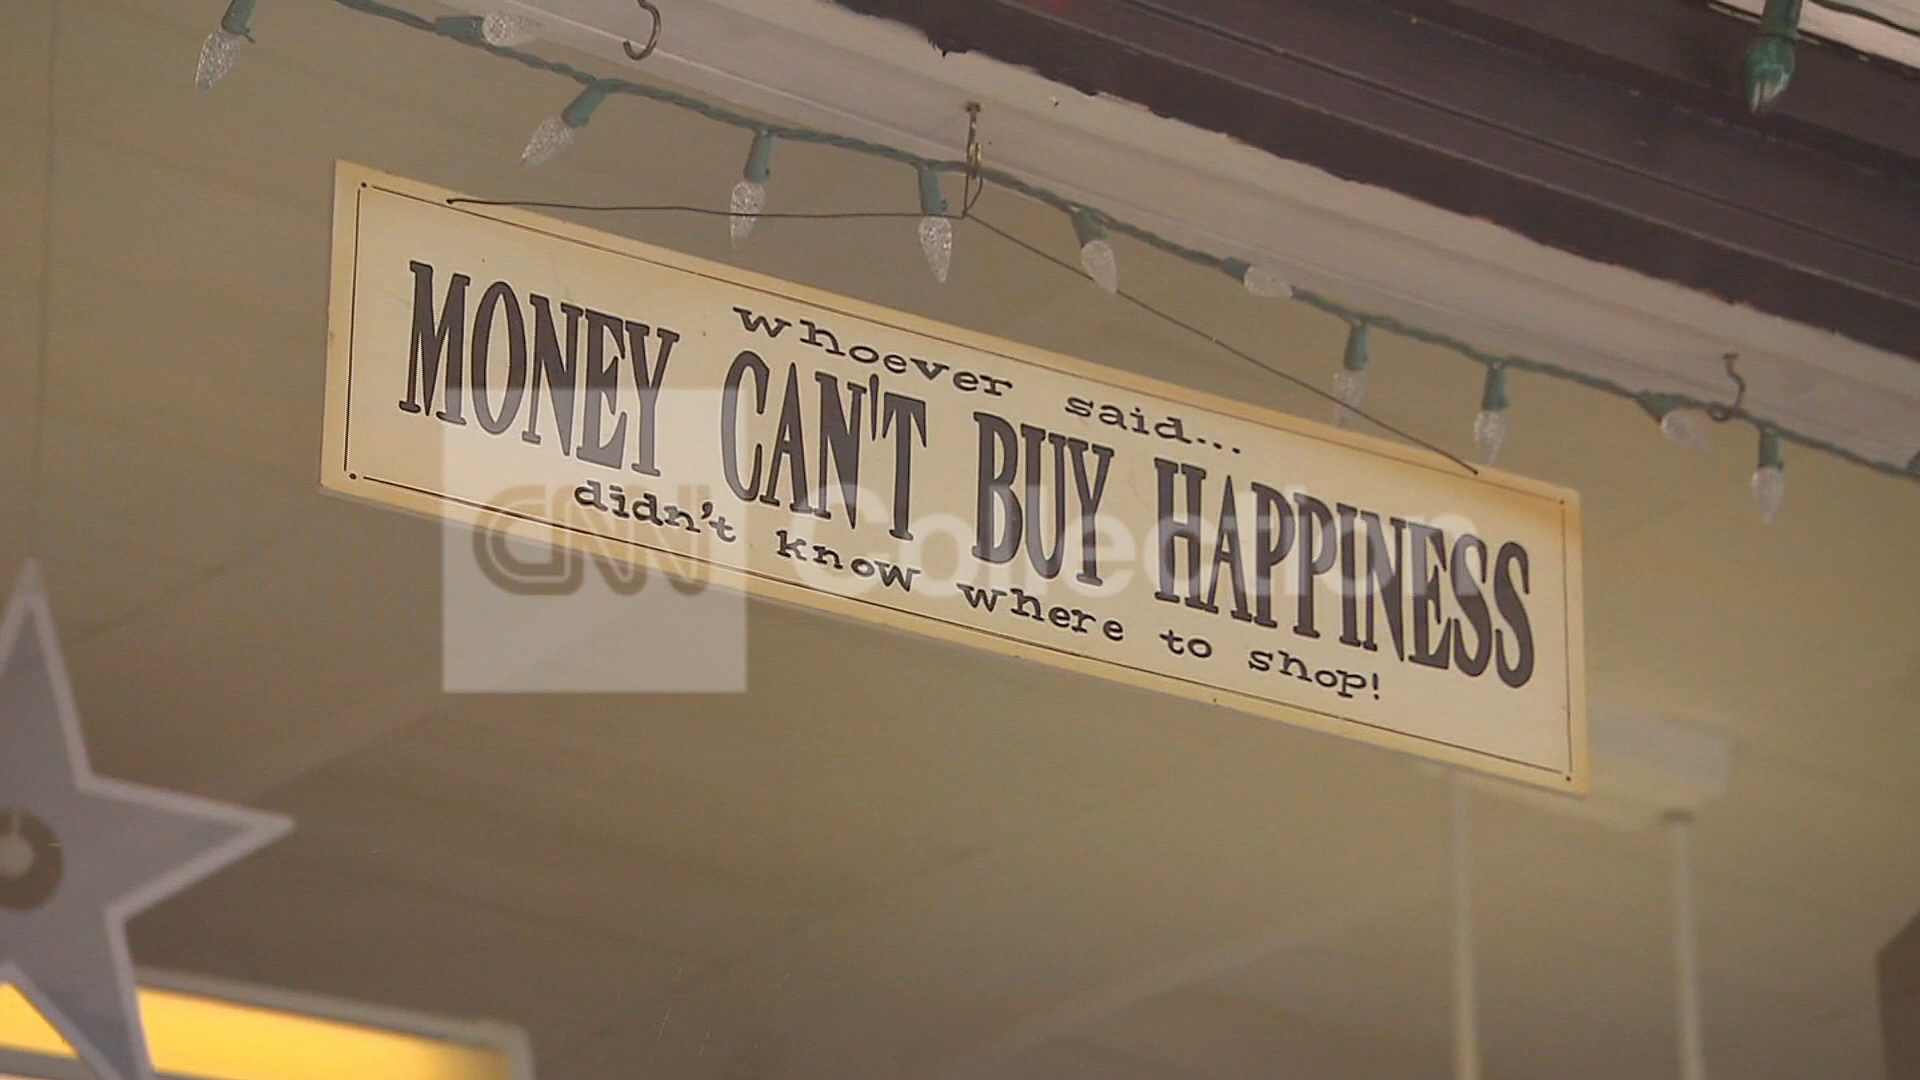 whoever said...
MONEY CAN'T BUY HAPPINESS
didn't know where to shop!
CNN Collection